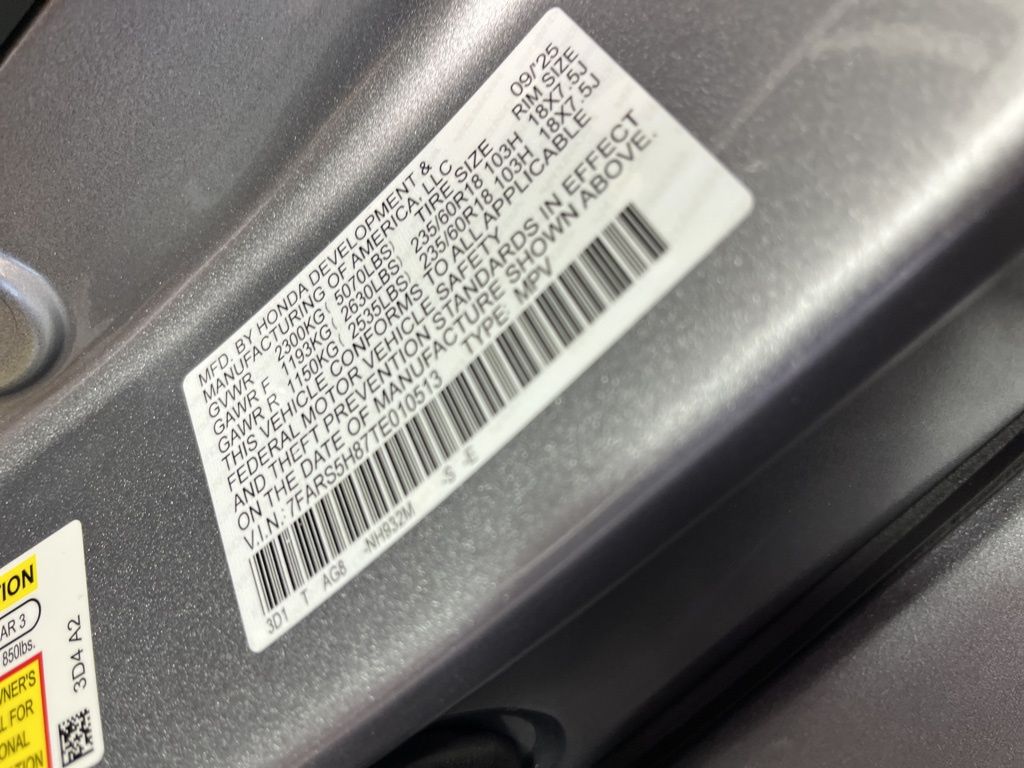 MFD. BY HONDA DEVELOPMENT &
MANUFACTURING OF AMERICA, LLC 09/'25
GVWR 2300KG 5070LBS TIRE SIZE RIM SIZE
GAWR F 1193KG 2630LBS 235/60R18 103H 18X7.5J
GAWR R 1150KG 2535LBS 235/60R18 103H 18X7.5J
THIS VEHICLE CONFORMS TO ALL APPLICABLE
FEDERAL MOTOR VEHICLE SAFETY
AND THEFT PREVENTION STANDARDS IN EFFECT
ON THE DATE OF MANUFACTURE SHOWN ABOVE.
V.I.N.:7FARS5H87TE010513 TYPE: MPV
3D1 T AG8 -NH932M -S -E
AR 3
850lbs.
3D4 A2